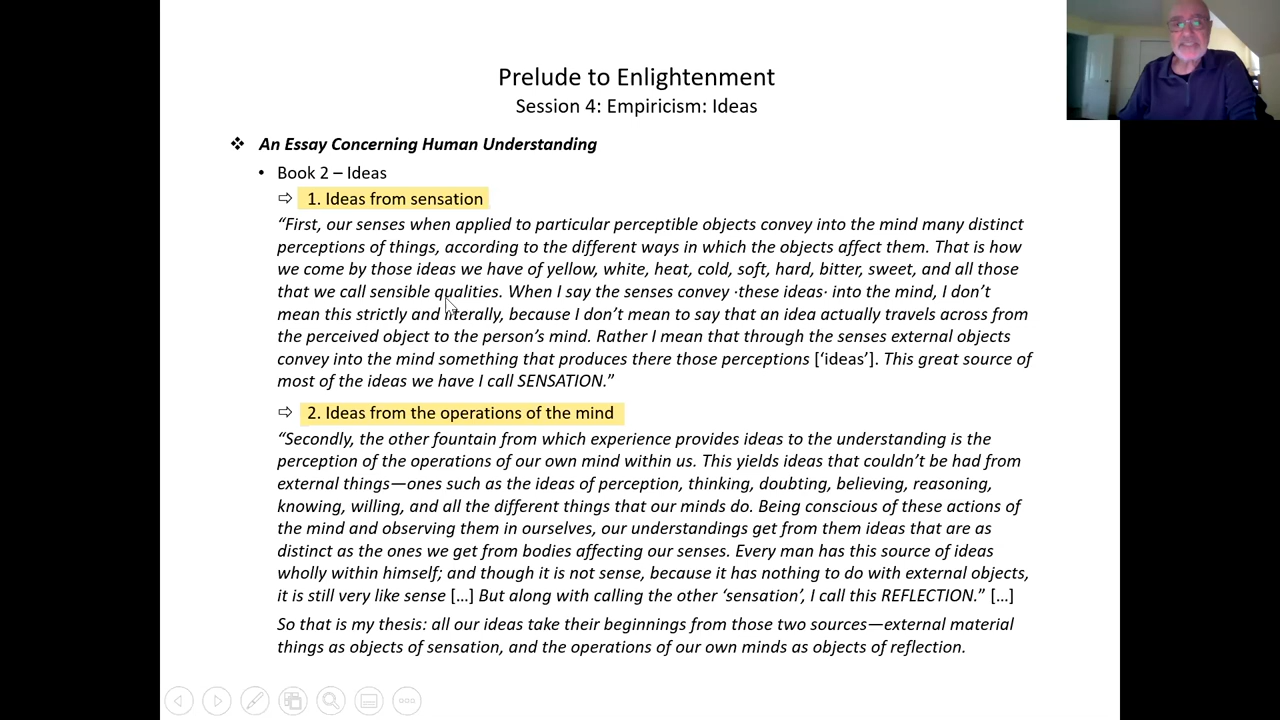 Prelude to Enlightenment
Session 4: Empiricism: Ideas
❖ An Essay Concerning Human Understanding
• Book 2 – Ideas
⇨ 1. Ideas from sensation
“First, our senses when applied to particular perceptible objects convey into the mind many distinct
perceptions of things, according to the different ways in which the objects affect them. That is how
we come by those ideas we have of yellow, white, heat, cold, soft, hard, bitter, sweet, and all those
that we call sensible qualities. When I say the senses convey ·these ideas· into the mind, I don’t
mean this strictly and literally, because I don’t mean to say that an idea actually travels across from
the perceived object to the person’s mind. Rather I mean that through the senses external objects
convey into the mind something that produces there those perceptions [‘ideas’]. This great source of
most of the ideas we have I call SENSATION.”
⇨ 2. Ideas from the operations of the mind
“Secondly, the other fountain from which experience provides ideas to the understanding is the
perception of the operations of our own mind within us. This yields ideas that couldn’t be had from
external things—ones such as the ideas of perception, thinking, doubting, believing, reasoning,
knowing, willing, and all the different things that our minds do. Being conscious of these actions of
the mind and observing them in ourselves, our understandings get from them ideas that are as
distinct as the ones we get from bodies affecting our senses. Every man has this source of ideas
wholly within himself; and though it is not sense, because it has nothing to do with external objects,
it is still very like sense […] But along with calling the other ‘sensation’, I call this REFLECTION.” […]
So that is my thesis: all our ideas take their beginnings from those two sources—external material
things as objects of sensation, and the operations of our own minds as objects of reflection.